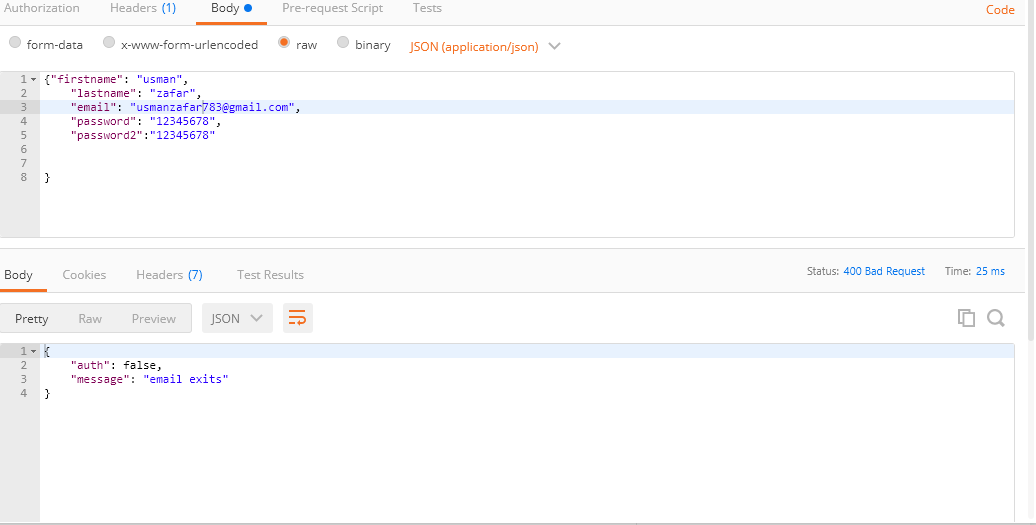 Authorization Headers (1) Body Pre-request Script Tests Code
form-data x-www-form-urlencoded raw binary JSON (application/json)
1 {"firstname": "usman",
2 "lastname": "zafar",
3 "email": "usmanzafar783@gmail.com",
4 "password": "12345678",
5 "password2":"12345678"
6
7
8 }
Body Cookies Headers (7) Test Results Status: 400 Bad Request Time: 25 ms
Pretty Raw Preview JSON
1 {
2 "auth": false,
3 "message": "email exits"
4 }